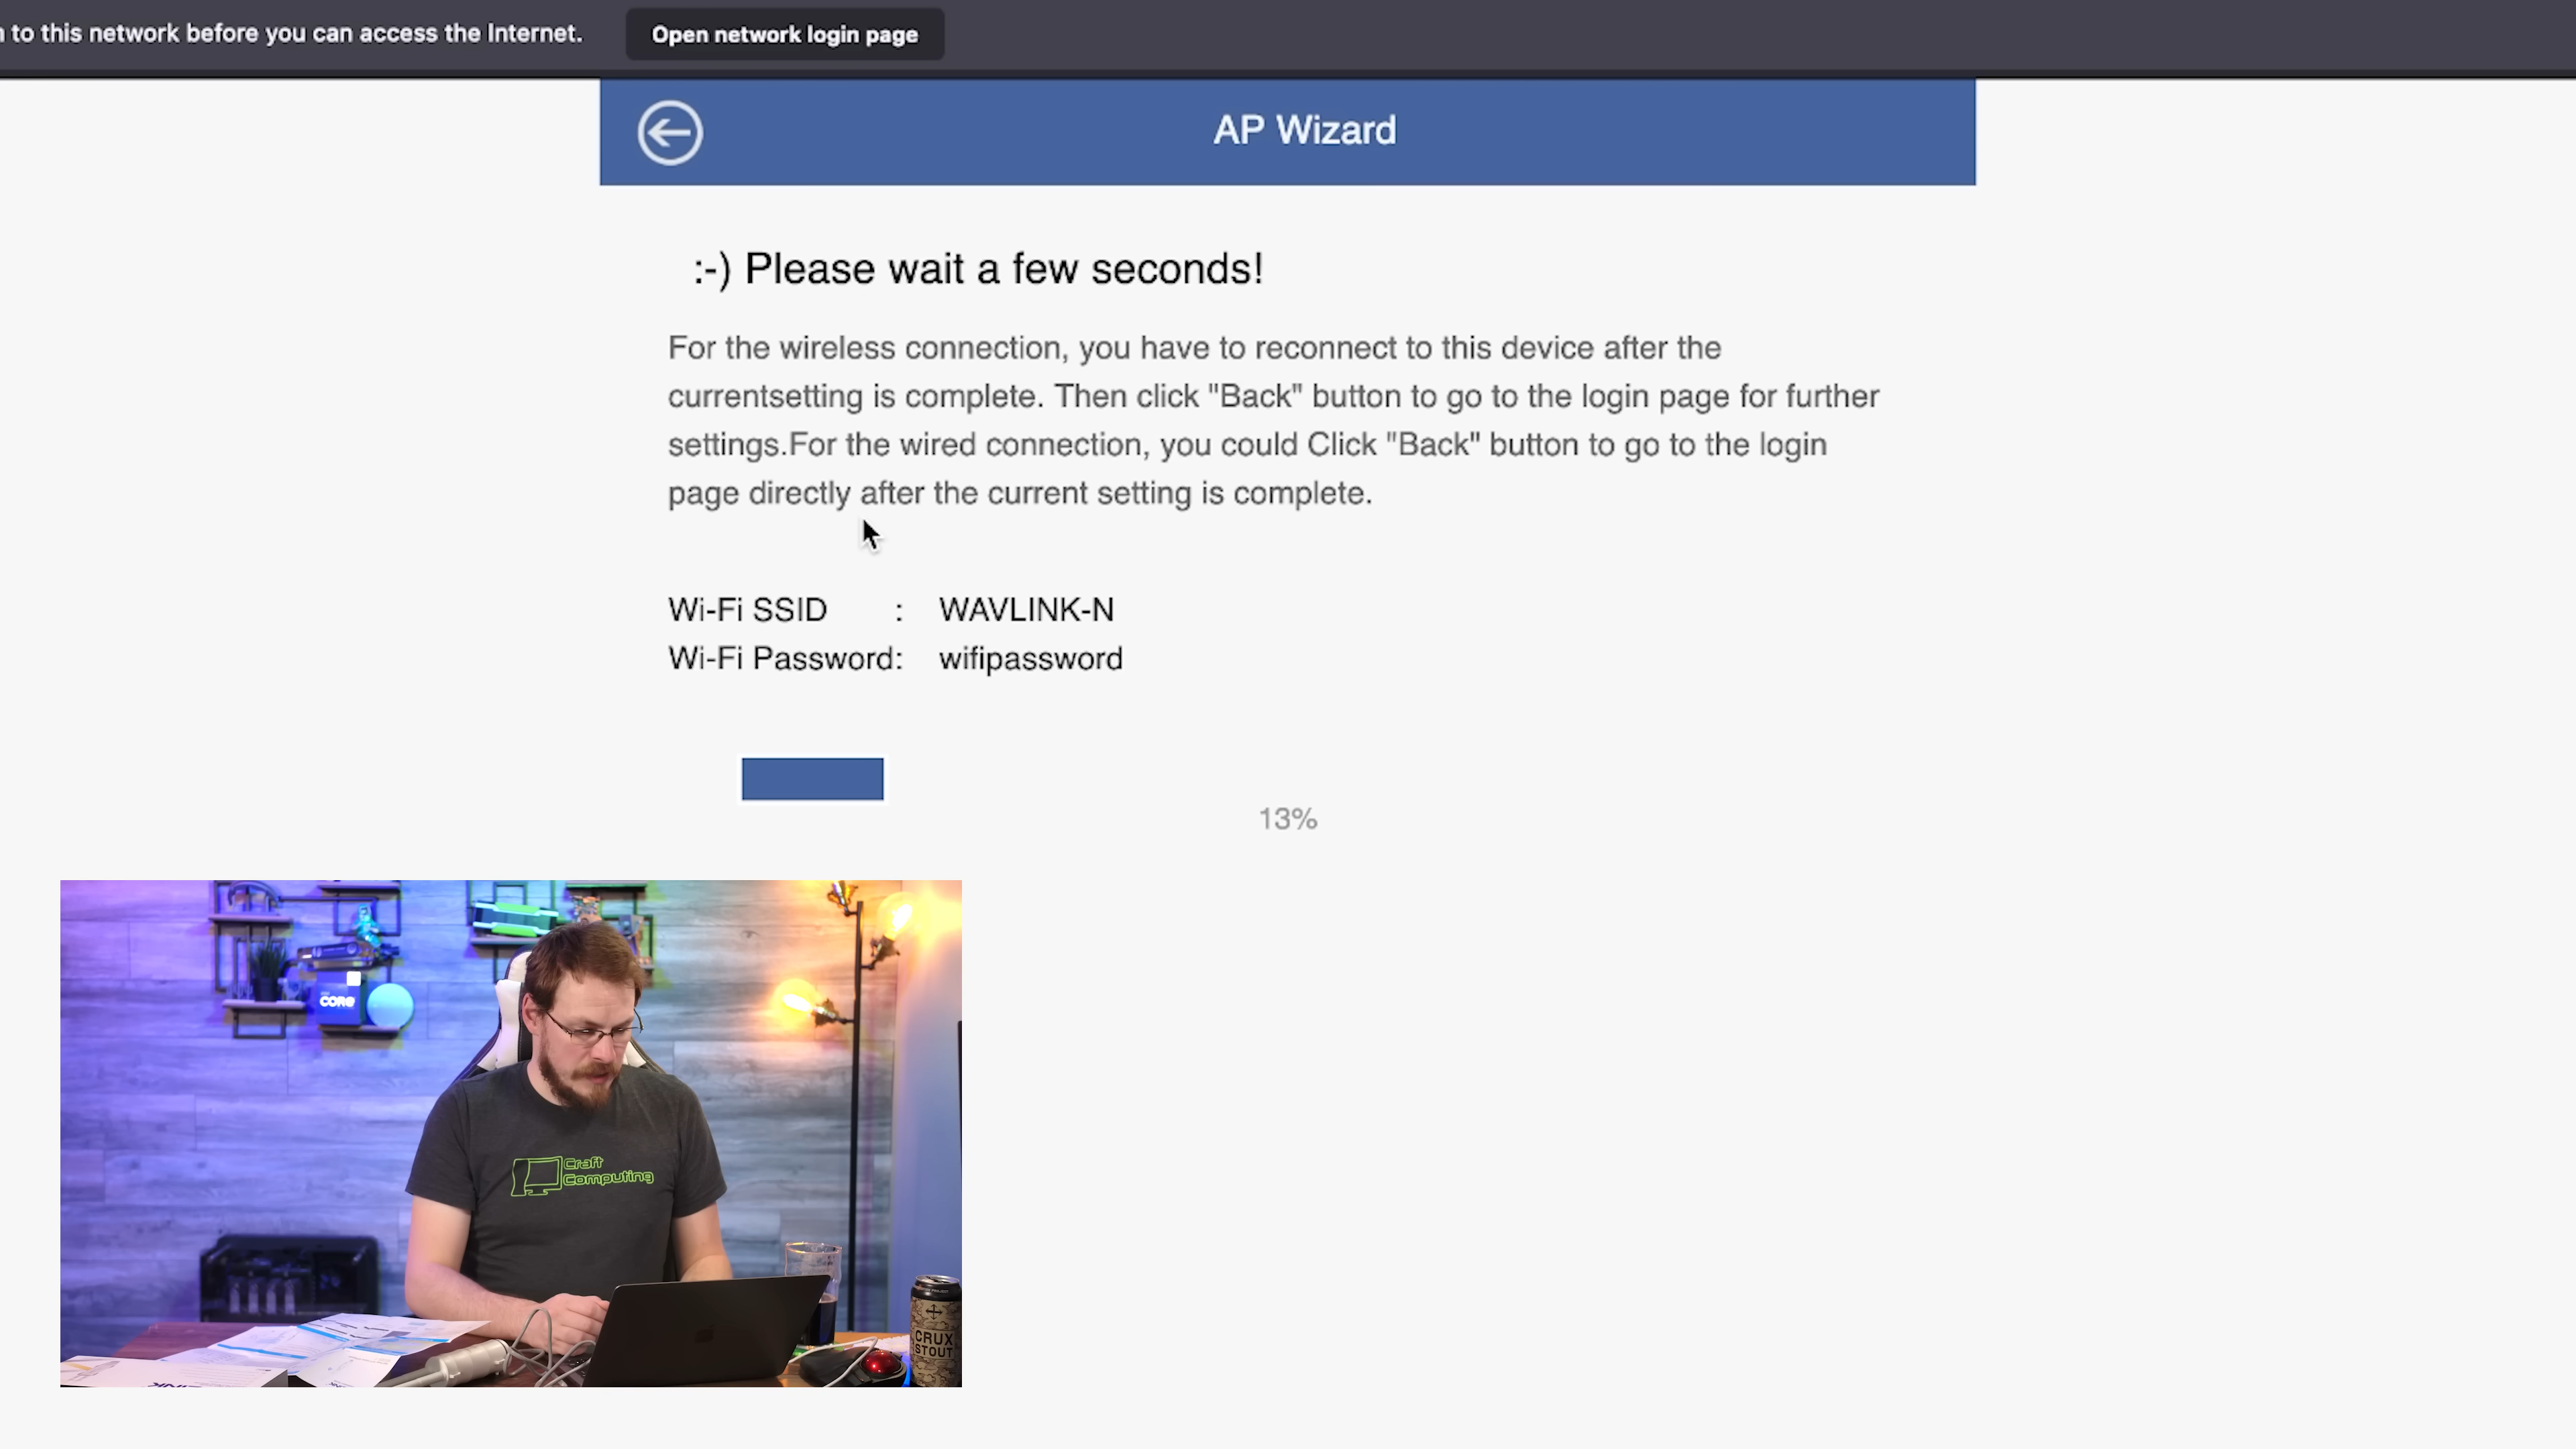 to this network before you can access the Internet.
Open network login page
AP Wizard
:-) Please wait a few seconds!
For the wireless connection, you have to reconnect to this device after the
currentsetting is complete. Then click "Back" button to go to the login page for further
settings.For the wired connection, you could Click "Back" button to go to the login
page directly after the current setting is complete.
Wi-Fi SSID : WAVLINK-N
Wi-Fi Password: wifipassword
13%
CORE
Craft
Computing
CRUX
STOUT